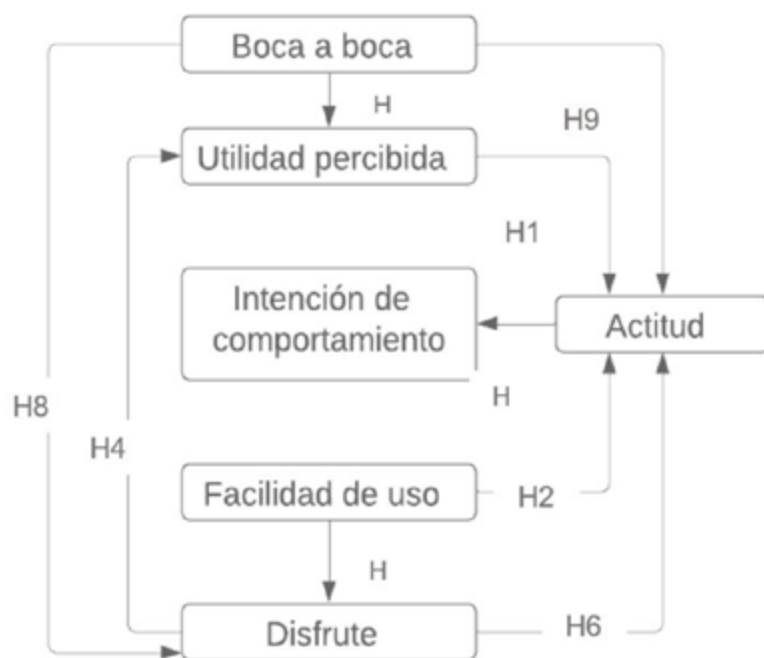 Boca a boca
H
H9
Utilidad percibida
H1
Intención de
comportamiento
Actitud
H
H8
H4
Facilidad de uso
H2
H
Disfrute
H6